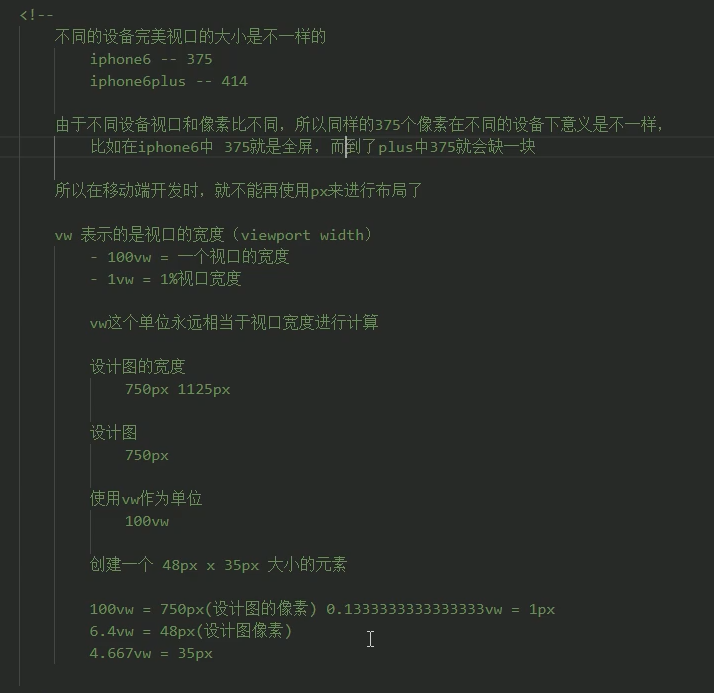 <!--
不同的设备完美视口的大小是不一样的
iphone6 -- 375
iphone6plus -- 414
由于不同设备视口和像素比不同，所以同样的375个像素在不同的设备下意义是不一样，
比如在iphone6中 375就是全屏，而到了plus中375就会缺一块
所以在移动端开发时，就不能再使用px来进行布局了
vw 表示的是视口的宽度（viewport width）
- 100vw = 一个视口的宽度
- 1vw = 1%视口宽度
vw这个单位永远相当于视口宽度进行计算
设计图的宽度
750px 1125px
设计图
750px
使用vw作为单位
100vw
创建一个 48px x 35px 大小的元素
100vw = 750px(设计图的像素) 0.1333333333333333vw = 1px
6.4vw = 48px(设计图像素)
4.667vw = 35px